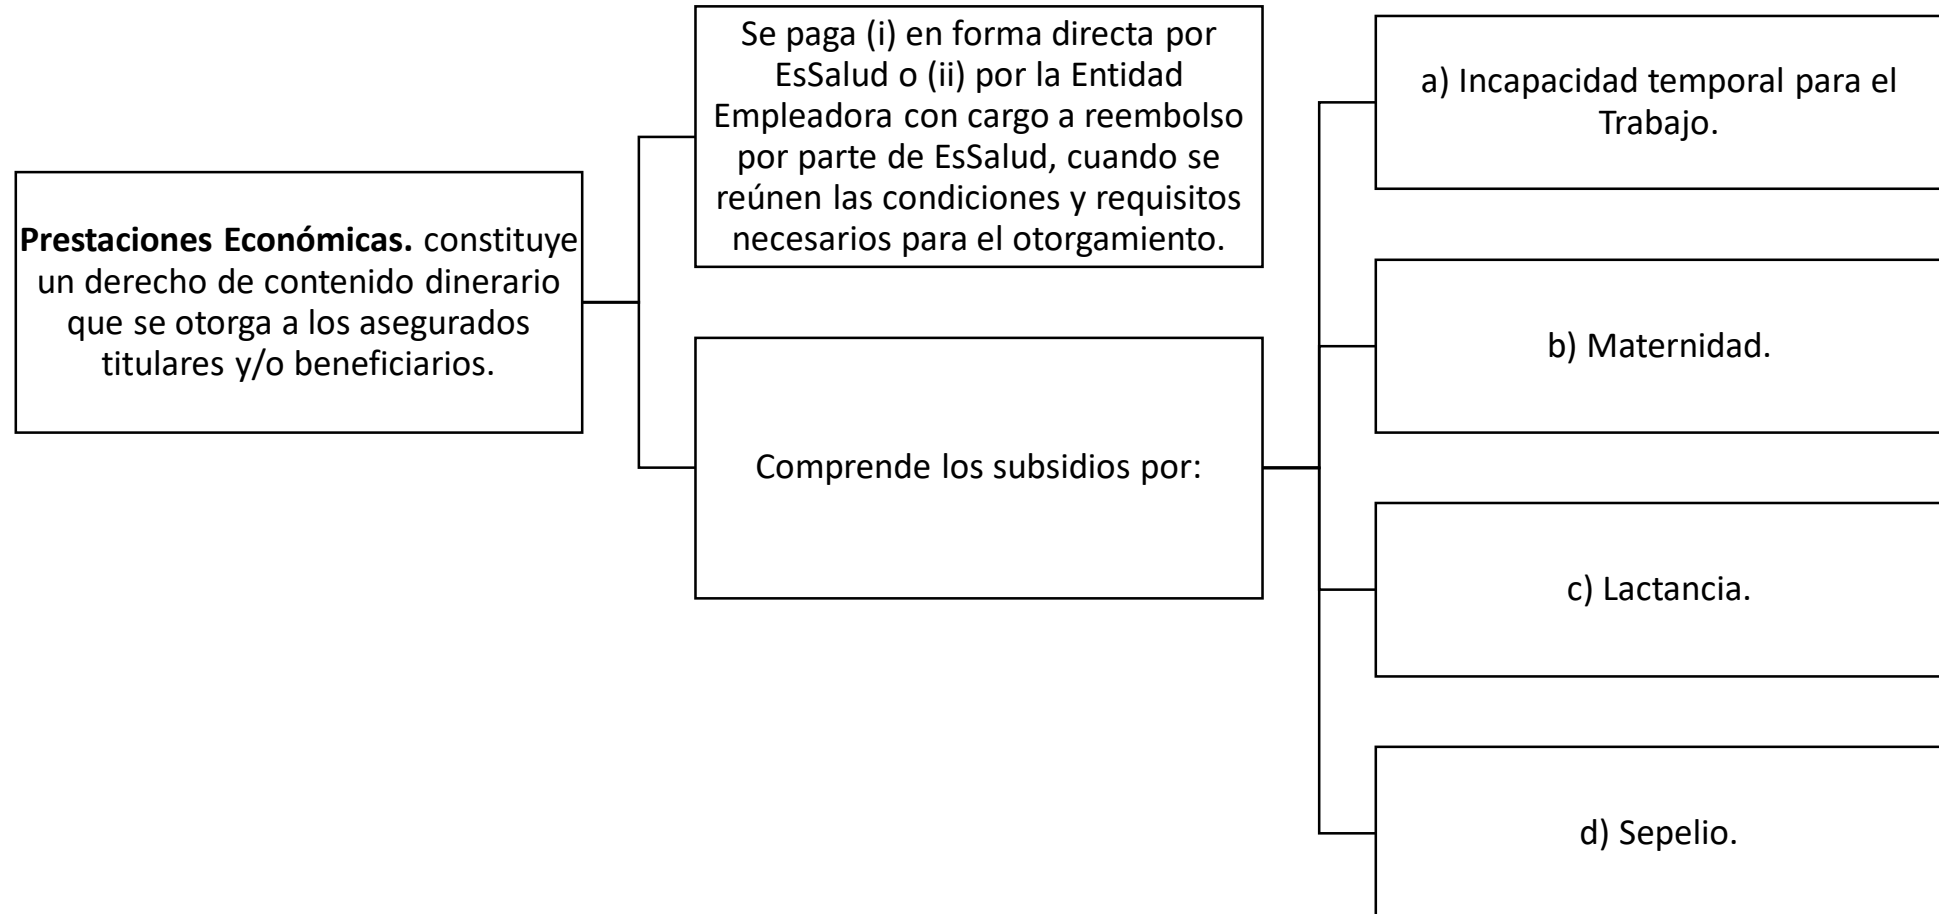 Prestaciones Económicas. constituye
un derecho de contenido dinerario
que se otorga a los asegurados
titulares y/o beneficiarios.
Se paga (i) en forma directa por
EsSalud o (ii) por la Entidad
Empleadora con cargo a reembolso
por parte de EsSalud, cuando se
reúnen las condiciones y requisitos
necesarios para el otorgamiento.
Comprende los subsidios por:
a) Incapacidad temporal para el
Trabajo.
b) Maternidad.
c) Lactancia.
d) Sepelio.